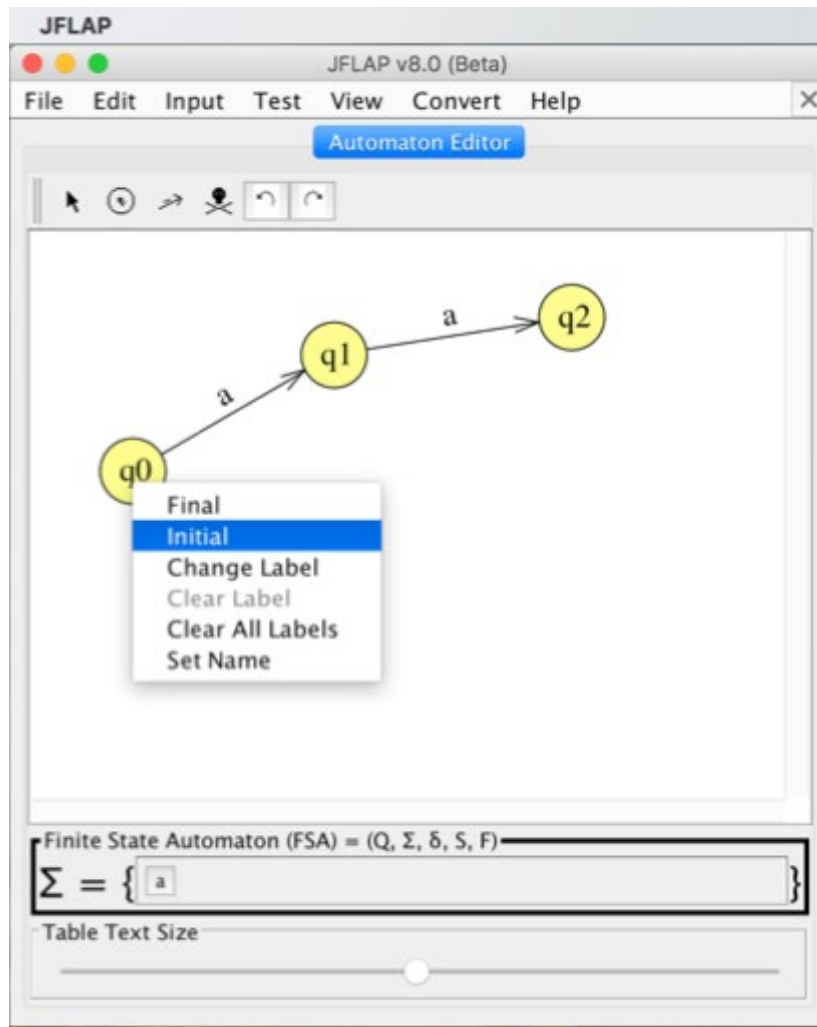 JFLAP
JFLAP v8.0 (Beta)
File Edit Input Test View Convert Help
Automaton Editor
a
q2
q1
a
q0
Final
Initial
Change Label
Clear Label
Clear All Labels
Set Name
Finite State Automaton (FSA) = (Q, Σ, δ, S, F)
Σ = { a }
Table Text Size